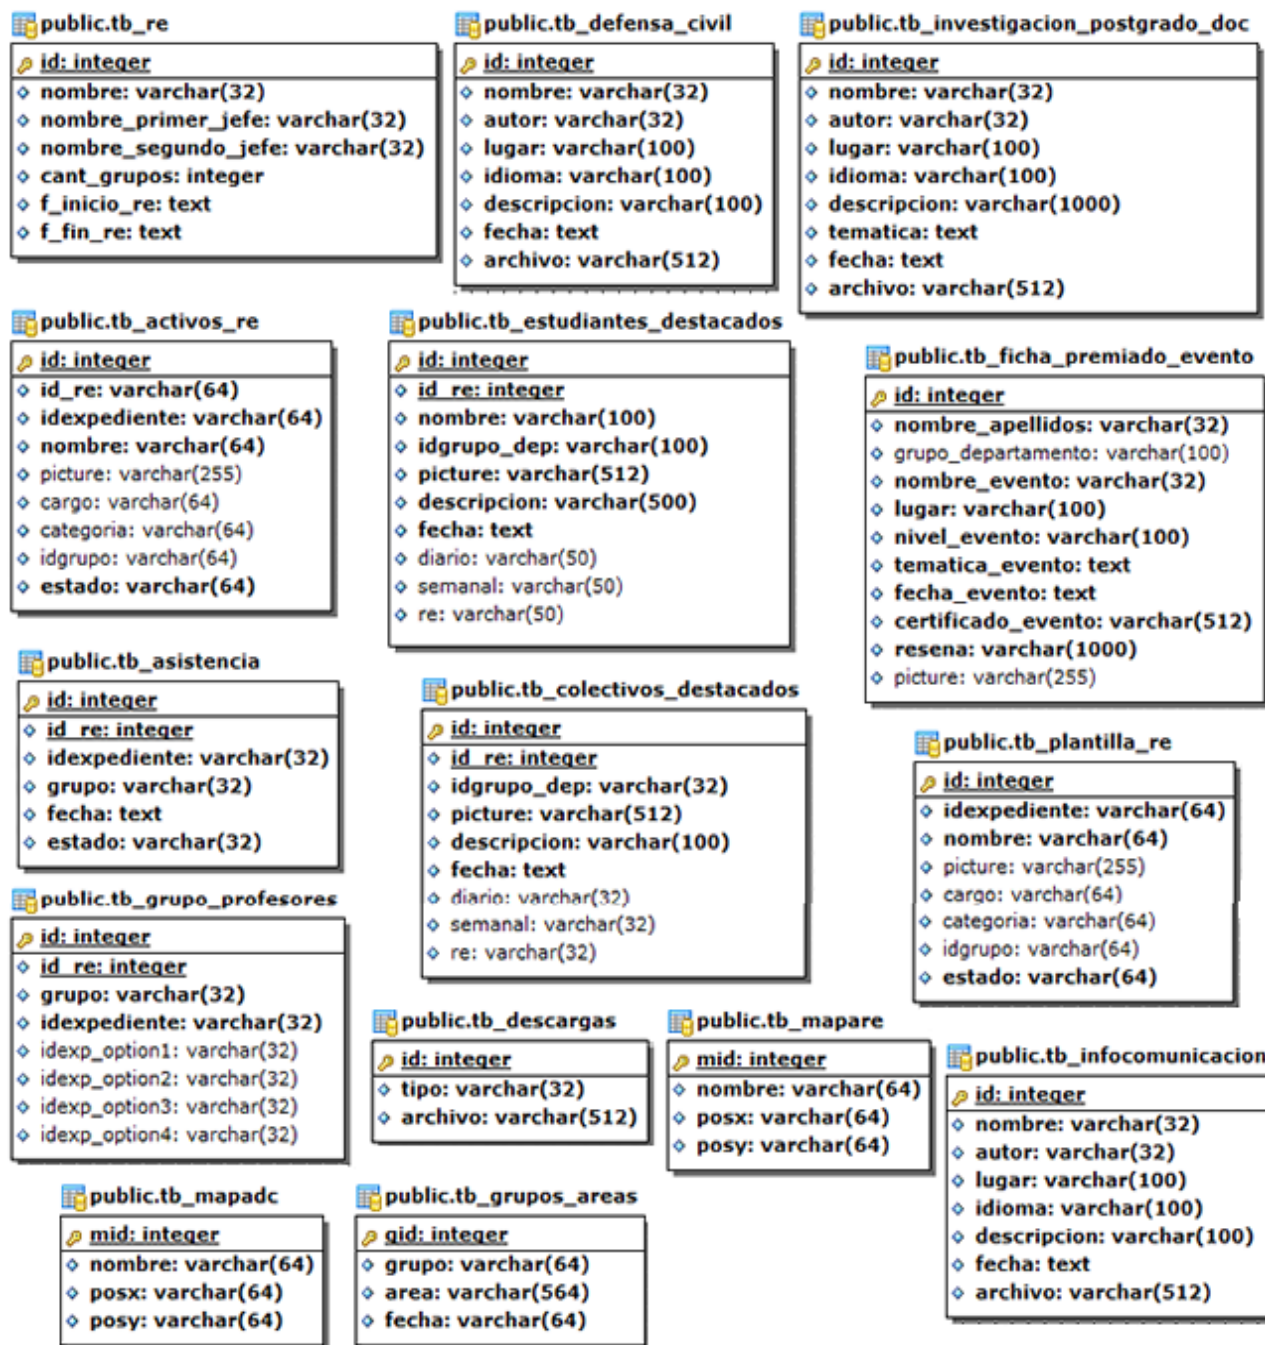 public.tb_re
id: integer
nombre: varchar(32)
nombre_primer_jefe: varchar(32)
nombre_segundo_jefe: varchar(32)
cant_grupos: integer
f_inicio_re: text
f_fin_re: text
public.tb_defensa_civil
id: integer
nombre: varchar(32)
autor: varchar(32)
lugar: varchar(100)
idioma: varchar(100)
descripcion: varchar(100)
fecha: text
archivo: varchar(512)
public.tb_investigacion_postgrado_doc
id: integer
nombre: varchar(32)
autor: varchar(32)
lugar: varchar(100)
idioma: varchar(100)
descripcion: varchar(1000)
tematica: text
fecha: text
archivo: varchar(512)
public.tb_activos_re
id: integer
id_re: varchar(64)
idexpediente: varchar(64)
nombre: varchar(64)
picture: varchar(255)
cargo: varchar(64)
categoria: varchar(64)
idgrupo: varchar(64)
estado: varchar(64)
public.tb_estudiantes_destacados
id: integer
id_re: integer
nombre: varchar(100)
idgrupo_dep: varchar(100)
picture: varchar(512)
descripcion: varchar(500)
fecha: text
diario: varchar(50)
semanal: varchar(50)
re: varchar(50)
public.tb_ficha_premiado_evento
id: integer
nombre_apellidos: varchar(32)
grupo_departamento: varchar(100)
nombre_evento: varchar(32)
lugar: varchar(100)
nivel_evento: varchar(100)
tematica_evento: text
fecha_evento: text
certificado_evento: varchar(512)
resena: varchar(1000)
picture: varchar(255)
public.tb_asistencia
id: integer
id_re: integer
idexpediente: varchar(32)
grupo: varchar(32)
fecha: text
estado: varchar(32)
public.tb_colectivos_destacados
id: integer
id_re: integer
idgrupo_dep: varchar(32)
picture: varchar(512)
descripcion: varchar(100)
fecha: text
diario: varchar(32)
semanal: varchar(32)
re: varchar(32)
public.tb_plantilla_re
id: integer
idexpediente: varchar(64)
nombre: varchar(64)
picture: varchar(255)
cargo: varchar(64)
categoria: varchar(64)
idgrupo: varchar(64)
estado: varchar(64)
public.tb_grupo_profesores
id: integer
id_re: integer
grupo: varchar(32)
idexpediente: varchar(32)
idexp_option1: varchar(32)
idexp_option2: varchar(32)
idexp_option3: varchar(32)
idexp_option4: varchar(32)
public.tb_descargas
id: integer
tipo: varchar(32)
archivo: varchar(512)
public.tb_mapare
mid: integer
nombre: varchar(64)
posx: varchar(64)
posy: varchar(64)
public.tb_infocomunicacion
id: integer
nombre: varchar(32)
autor: varchar(32)
lugar: varchar(100)
idioma: varchar(100)
descripcion: varchar(100)
fecha: text
archivo: varchar(512)
public.tb_mapadc
mid: integer
nombre: varchar(64)
posx: varchar(64)
posy: varchar(64)
public.tb_grupos_areas
gid: integer
grupo: varchar(64)
area: varchar(564)
fecha: varchar(64)